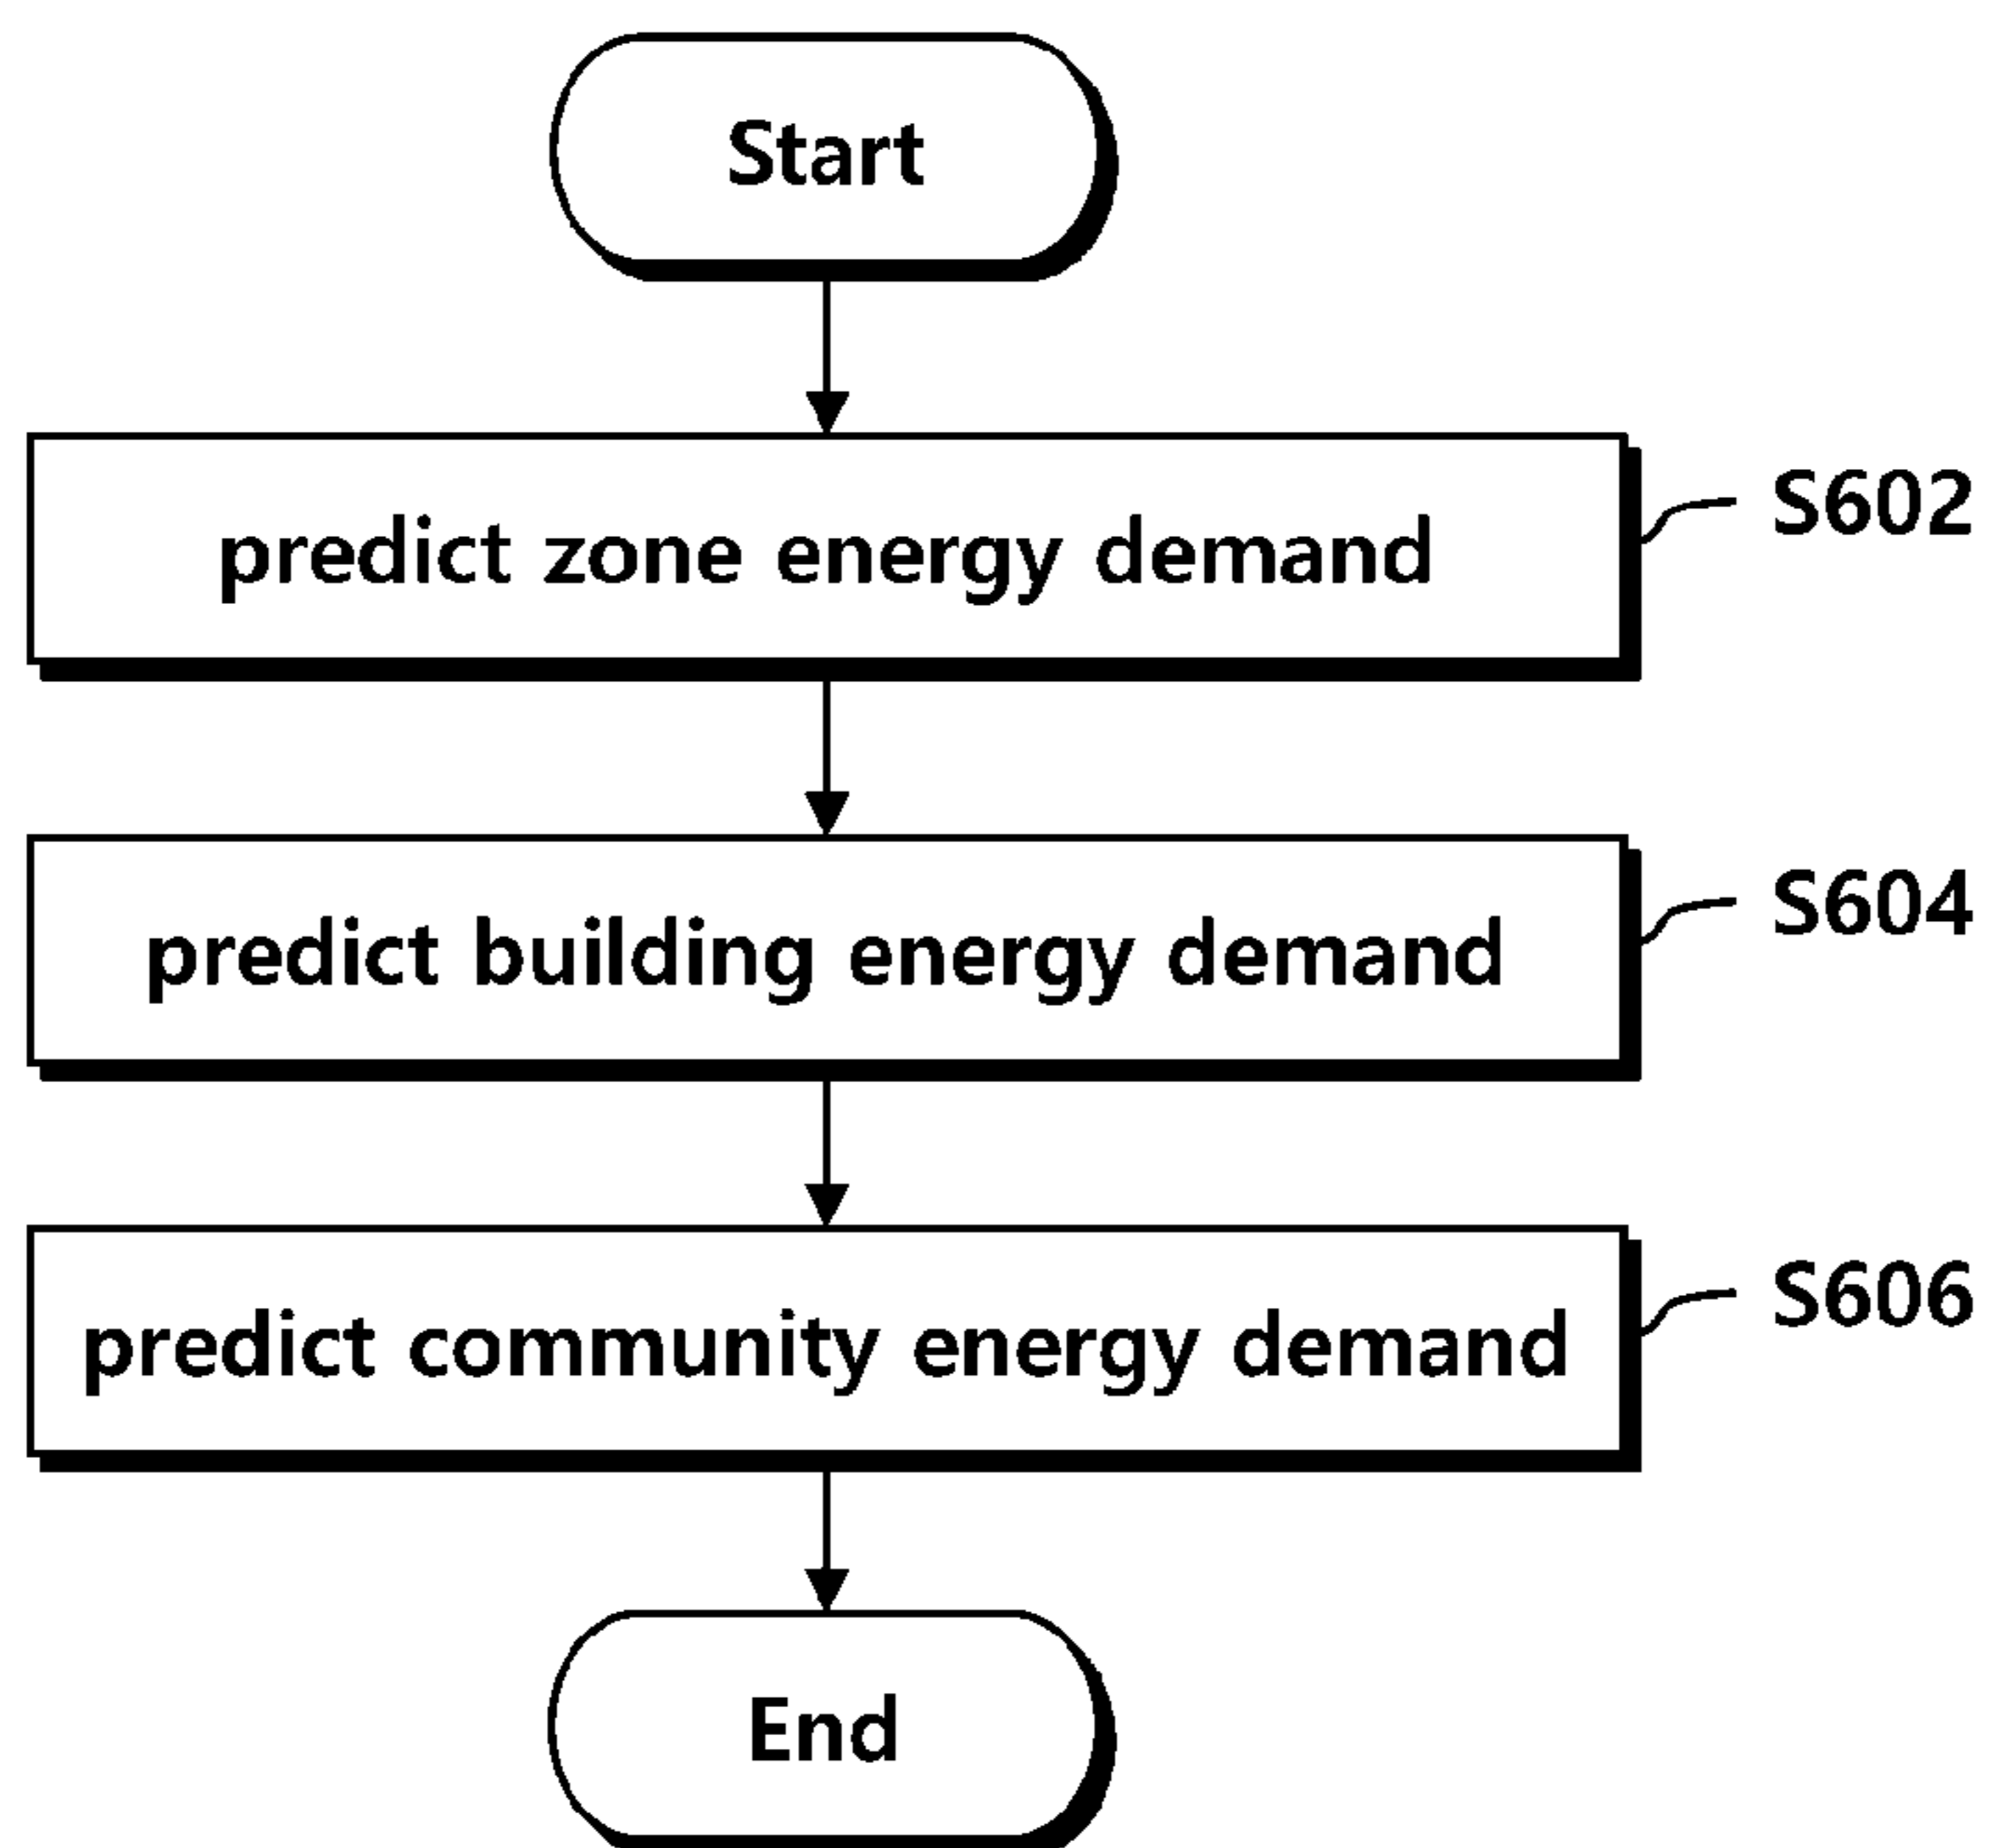 Start
predict zone energy demand
S602
predict building energy demand
S604
predict community energy demand
S606
End